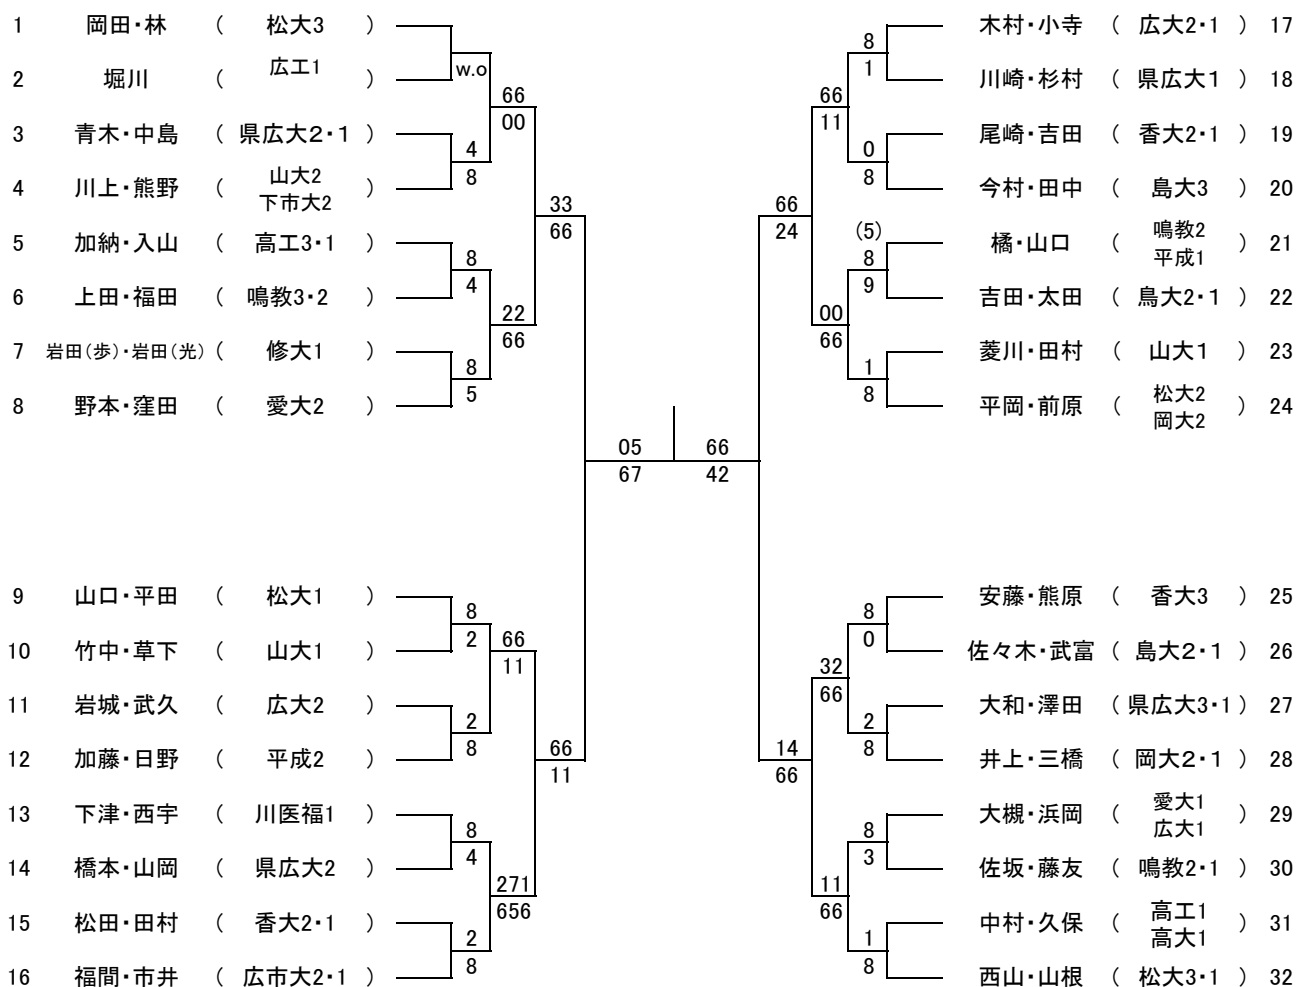 1 岡田・林 ( 松大3 )
2 堀川 ( 広工1 )
w.o
66
00
3 青木・中島 ( 県広大2・1 )
4
8
4 川上・熊野 ( 山大2 下市大2 )
33
66
5 加納・入山 ( 高工3・1 )
8
4
6 上田・福田 ( 鳴教3・2 )
22
66
7 岩田(歩)・岩田(光) ( 修大1 )
8
5
8 野本・窪田 ( 愛大2 )
05
67
9 山口・平田 ( 松大1 )
8
2
10 竹中・草下 ( 山大1 )
66
11
11 岩城・武久 ( 広大2 )
2
8
12 加藤・日野 ( 平成2 )
66
11
13 下津・西宇 ( 川医福1 )
8
4
14 橋本・山岡 ( 県広大2 )
271
656
15 松田・田村 ( 香大2・1 )
2
8
16 福間・市井 ( 広市大2・1 )
木村・小寺 ( 広大2・1 ) 17
8
1
川崎・杉村 ( 県広大1 ) 18
66
11
尾崎・吉田 ( 香大2・1 ) 19
0
8
今村・田中 ( 島大3 ) 20
66
24
(5)
橘・山口 ( 鳴教2 平成1 ) 21
8
9
吉田・太田 ( 鳥大2・1 ) 22
00
66
菱川・田村 ( 山大1 ) 23
1
8
平岡・前原 ( 松大2 岡大2 ) 24
66
42
安藤・熊原 ( 香大3 ) 25
8
0
佐々木・武富 ( 島大2・1 ) 26
32
66
大和・澤田 ( 県広大3・1 ) 27
2
8
井上・三橋 ( 岡大2・1 ) 28
14
66
大槻・浜岡 ( 愛大1 広大1 ) 29
8
3
佐坂・藤友 ( 鳴教2・1 ) 30
11
66
中村・久保 ( 高工1 高大1 ) 31
1
8
西山・山根 ( 松大3・1 ) 32